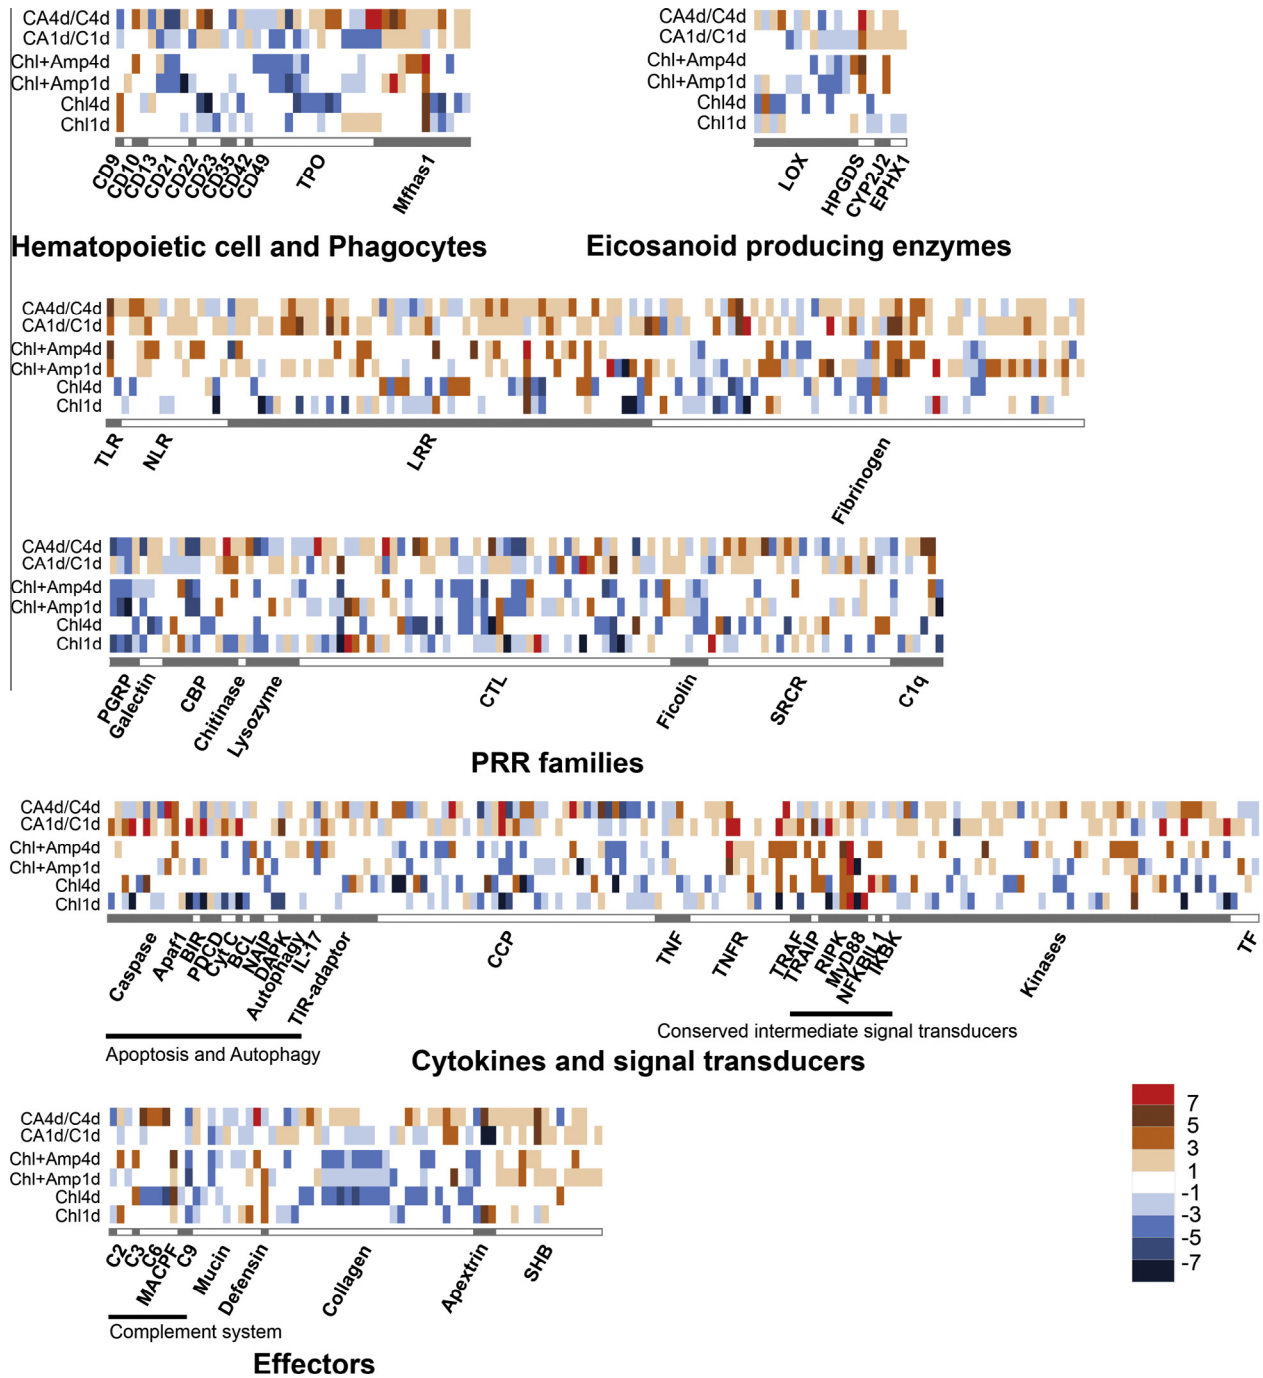 CA4d/C4d
CA1d/C1d
Chl+Amp4d
Chl+Amp1d
Chl4d
Chl1d
CD9
CD10
CD13
CD21
CD22
CD23
CD35
CD42
CD49
TPO
Mfhas1
Hematopoietic cell and Phagocytes
CA4d/C4d
CA1d/C1d
Chl+Amp4d
Chl+Amp1d
Chl4d
Chl1d
LOX
HPGDS
CYP2J2
EPHX1
Eicosanoid producing enzymes
CA4d/C4d
CA1d/C1d
Chl+Amp4d
Chl+Amp1d
Chl4d
Chl1d
TLR
NLR
LRR
Fibrinogen
CA4d/C4d
CA1d/C1d
Chl+Amp4d
Chl+Amp1d
Chl4d
Chl1d
PGRP
Galectin
CBP
Chitinase
Lysozyme
CTL
Ficolin
SRCR
C1q
PRR families
CA4d/C4d
CA1d/C1d
Chl+Amp4d
Chl+Amp1d
Chl4d
Chl1d
Caspase
Apaf1
BIR
PDCD
Cyt C
BCL
NAIP
DAPK
Autophagy
IL-17
TIR-adaptor
CCP
TNF
TNFR
TRAF
TRAIP
RIPK
MyD88
NFKBIL1
IKBK
Kinases
TF
Apoptosis and Autophagy
Conserved intermediate signal transducers
Cytokines and signal transducers
CA4d/C4d
CA1d/C1d
Chl+Amp4d
Chl+Amp1d
Chl4d
Chl1d
C2
C3
C6
MACPF
C9
Mucin
Defensin
Collagen
Apextrin
SHB
Complement system
Effectors
7
5
3
1
-1
-3
-5
-7